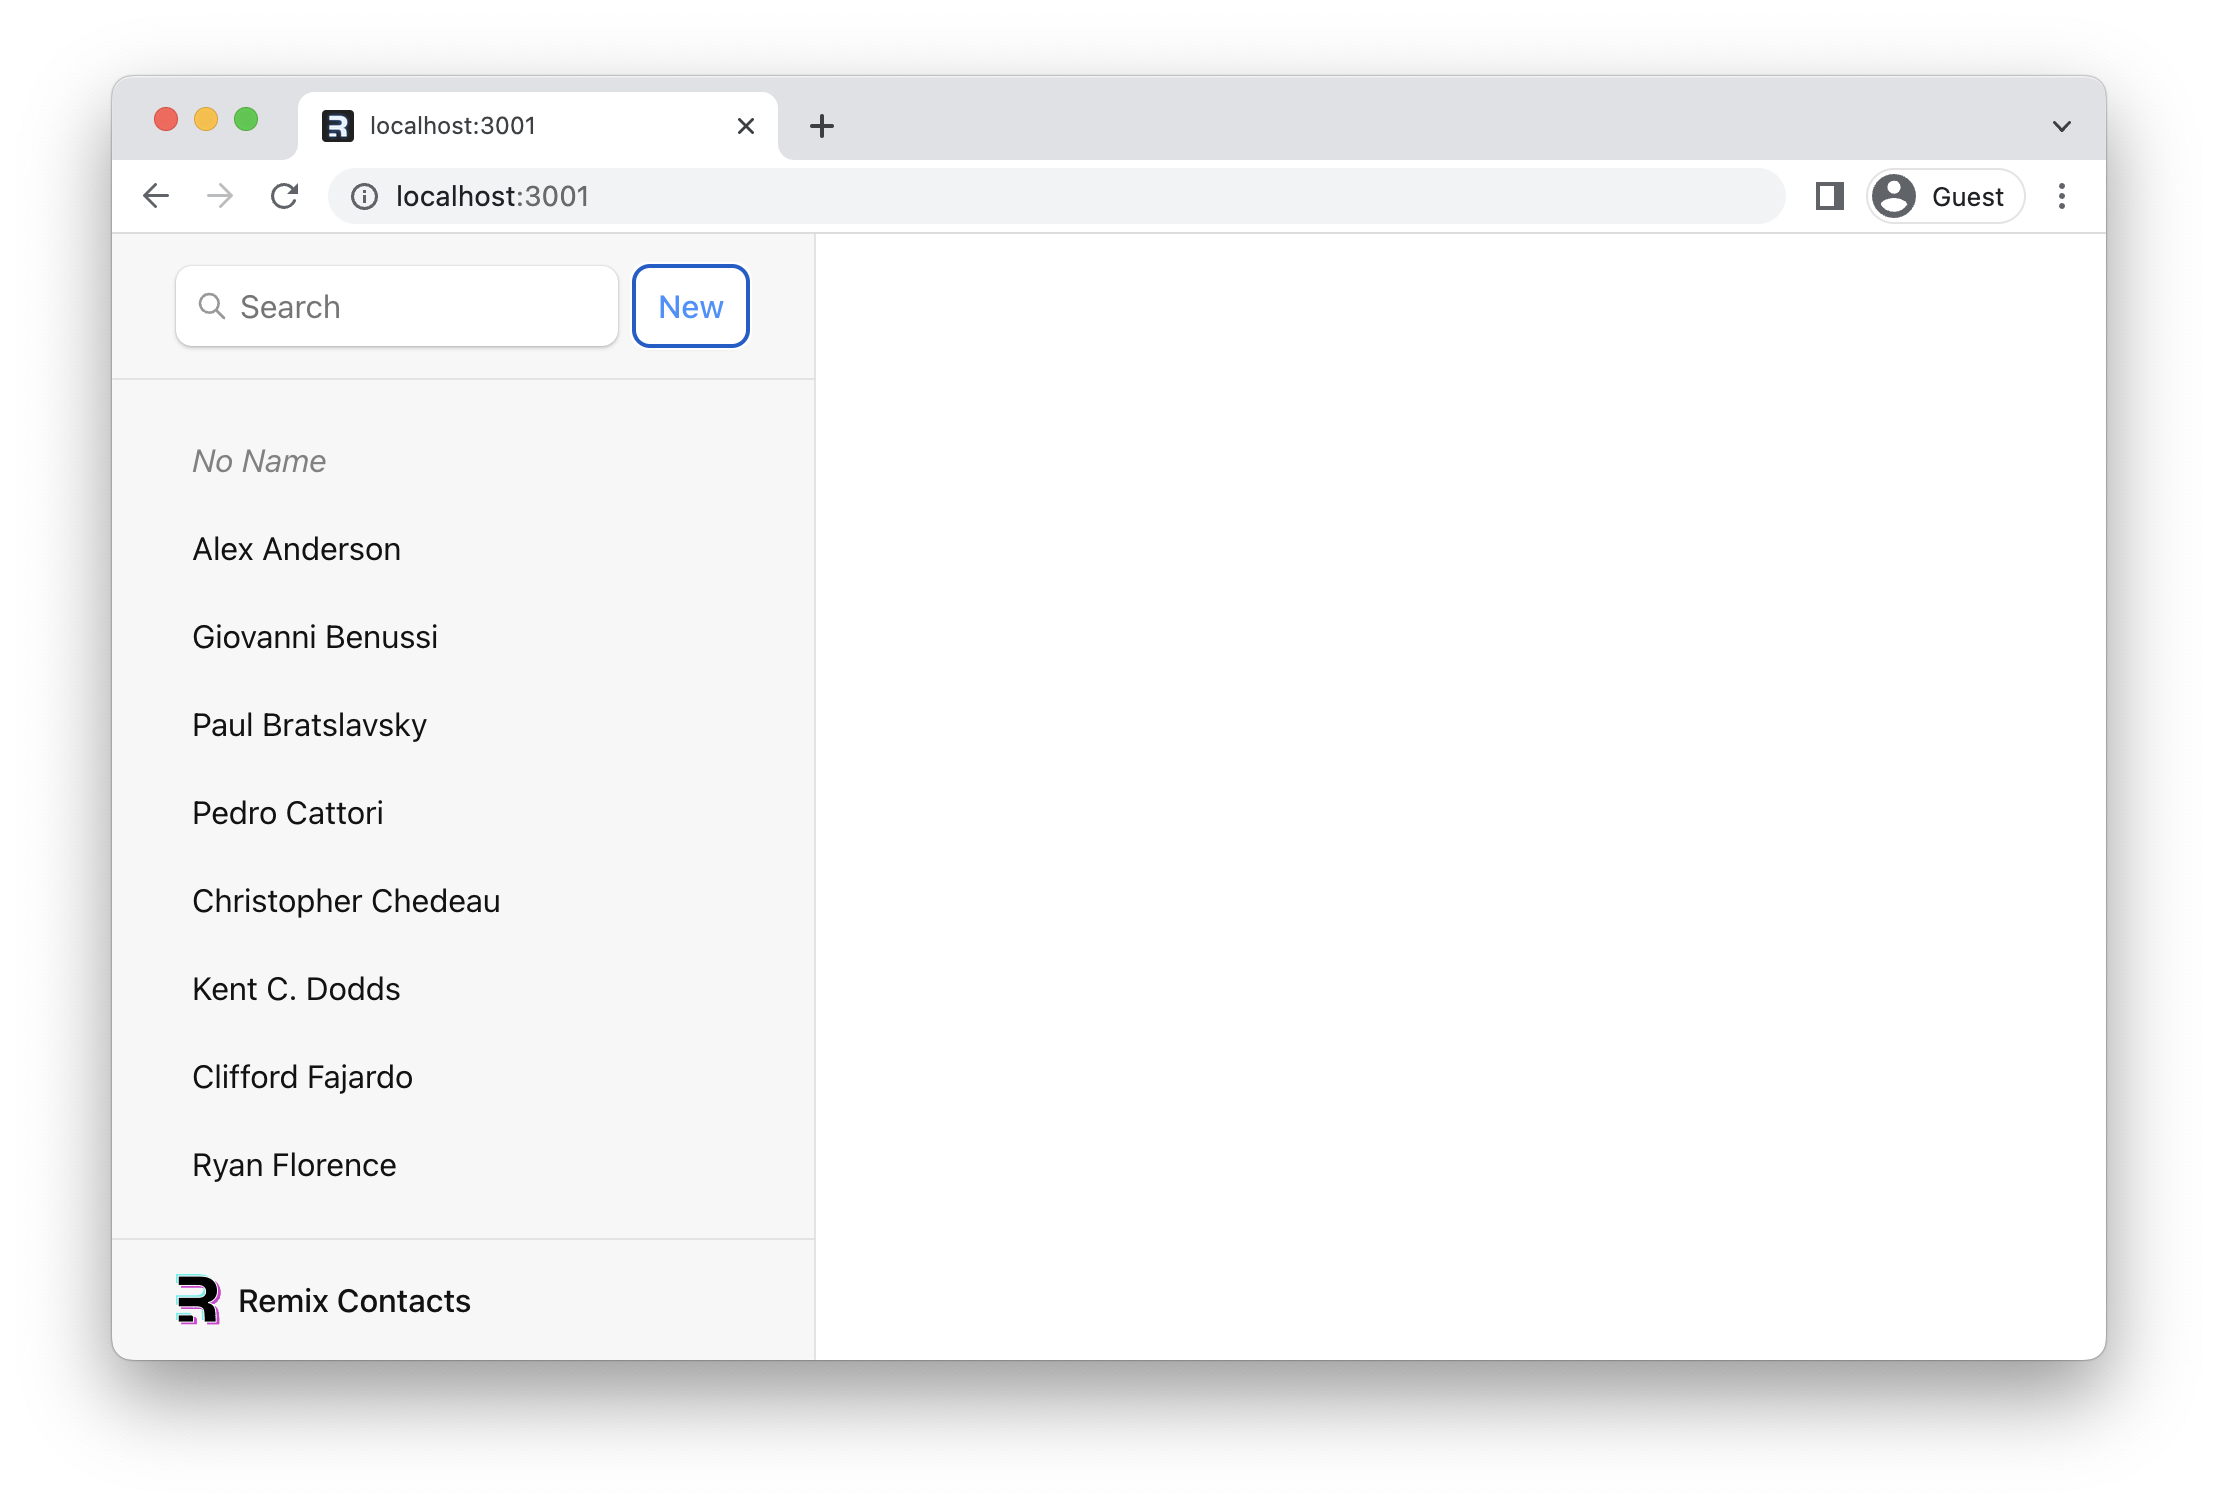 localhost:3001
localhost:3001
Guest
Search
New
No Name
Alex Anderson
Giovanni Benussi
Paul Bratslavsky
Pedro Cattori
Christopher Chedeau
Kent C. Dodds
Clifford Fajardo
Ryan Florence
Remix Contacts